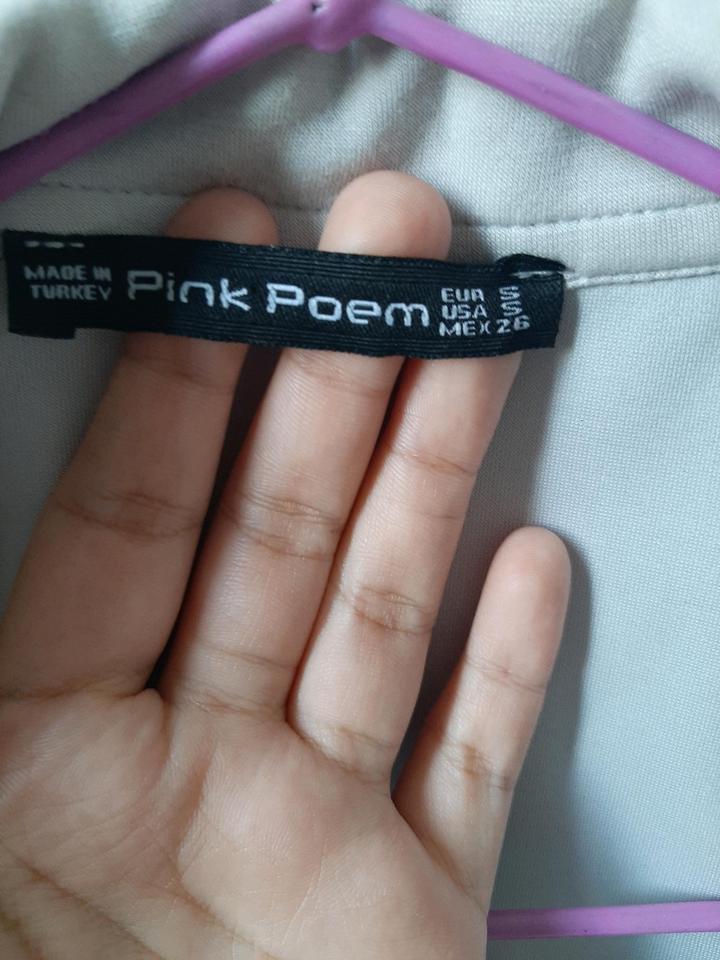 MADE IN
TURKEY
Pink Poem
EUR S
USA S
MEX 26